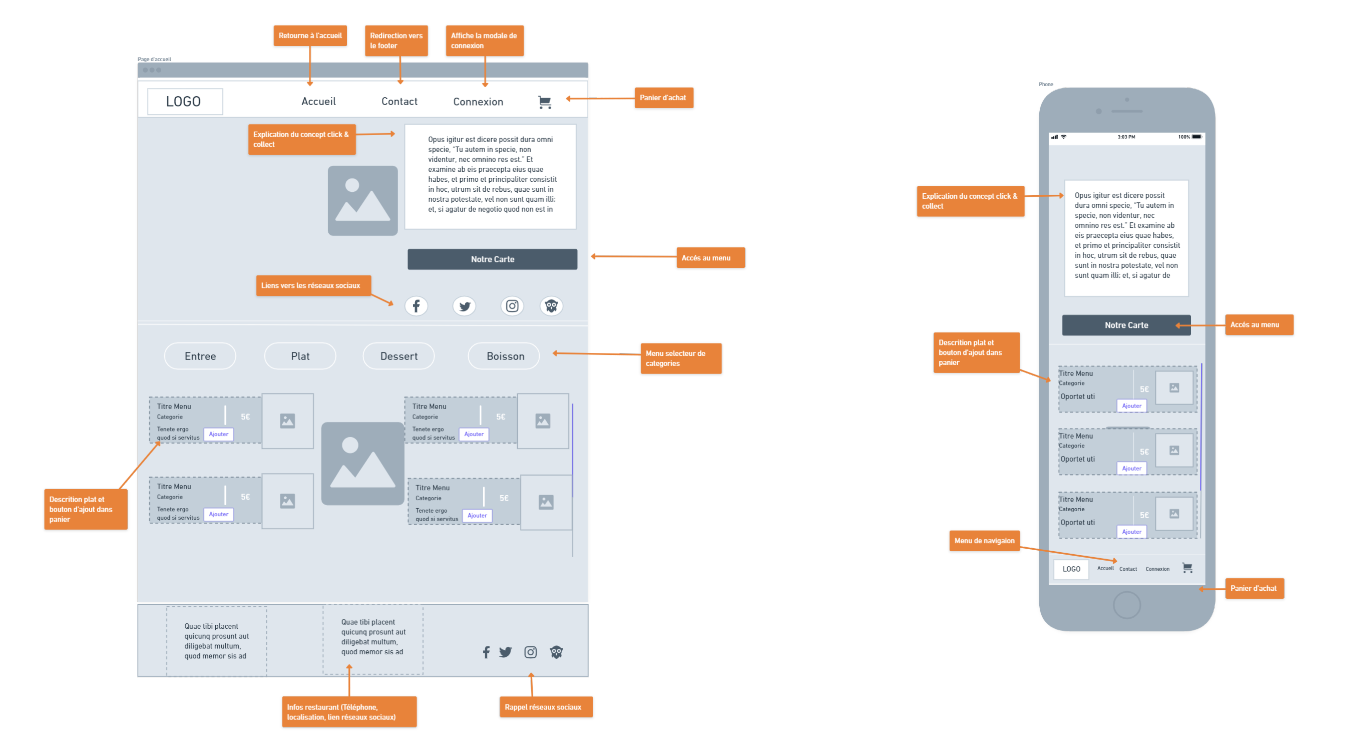 Retourne à l'accueil
Redirection vers
le footer
Affiche la modale de
connexion
Page d'accueil
LOGO
Accueil
Contact
Connexion
Panier d'achat
Explication du concept click &
collect
Opus igitur est dicere possit dura omni
specie, "Tu autem in specie, non
videntur, nec omnino res est." Et
examine ab eis praecepta eius quae
habes, et primo et principaliter consistit
in hoc, utrum sit de rebus, quae sunt in
nostra potestate, vel non sunt quam illi:
et, si agatur de negotio quod non est in
Notre Carte
Accés au menu
Liens vers les réseaux sociaux
Entree
Plat
Dessert
Boisson
Menu selecteur de
categories
Titre Menu
Categorie
5€
Tenete ergo
quod si servitus
Ajouter
Titre Menu
Categorie
5€
Tenete ergo
quod si servitus
Ajouter
Titre Menu
Categorie
5€
Tenete ergo
quod si servitus
Ajouter
Titre Menu
Categorie
5€
Tenete ergo
quod si servitus
Ajouter
Descrition plat et
bouton d'ajout dans
panier
Quae tibi placent
quicunq prosunt aut
diligebat multum,
quod memor sis ad
Quae tibi placent
quicunq prosunt aut
diligebat multum,
quod memor sis ad
Infos restaurant (Téléphone,
localisation, lien réseaux sociaux)
Rappel réseaux sociaux
Phone
3:03 PM
100%
Explication du concept click &
collect
Opus igitur est dicere possit
dura omni specie, "Tu autem in
specie, non videntur, nec
omnino res est." Et examine ab
eis praecepta eius quae habes,
et primo et principaliter consistit
in hoc, utrum sit de rebus, quae
sunt in nostra potestate, vel non
sunt quam illi: et, si agatur de
Notre Carte
Accés au menu
Descrition plat et
bouton d'ajout dans
panier
Titre Menu
Categorie
5€
Oportet uti
Ajouter
Titre Menu
Categorie
5€
Oportet uti
Ajouter
Titre Menu
Categorie
5€
Oportet uti
Ajouter
Menu de navigaion
LOGO
Accueil
Contact
Connexion
Panier d'achat